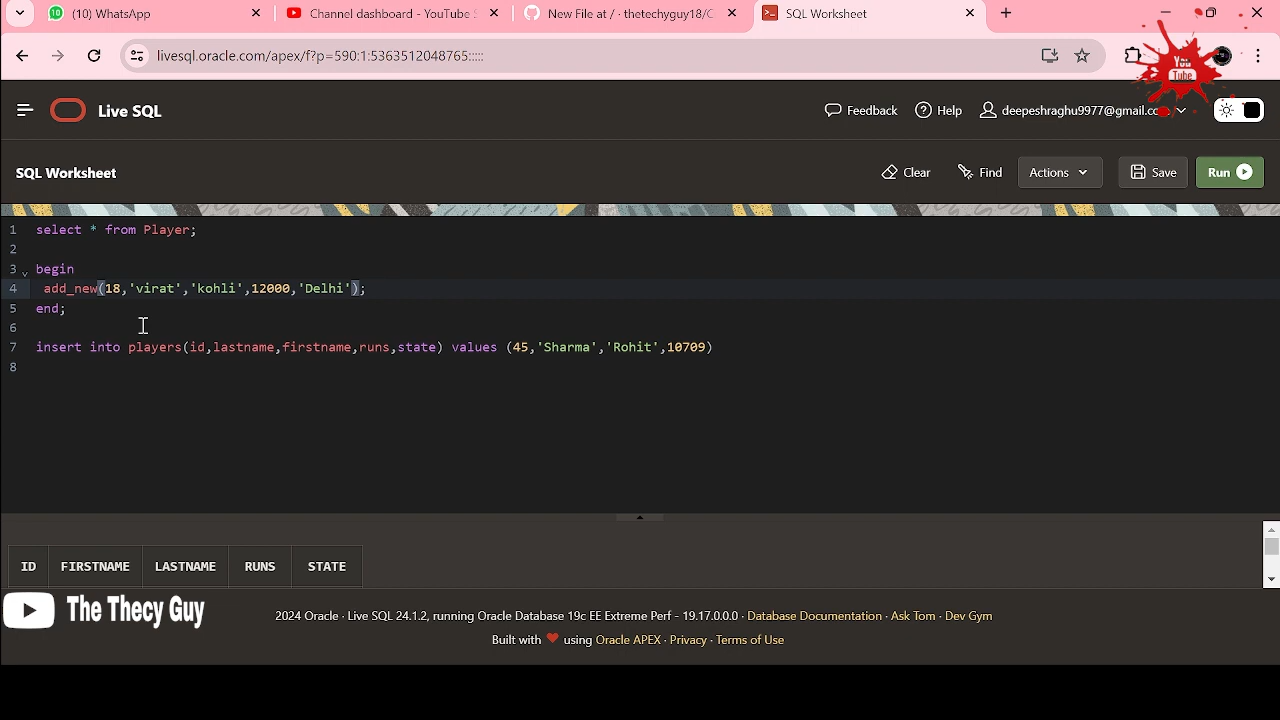 (10) WhatsApp
Channel dashboard - YouTube S
New File at / · thetechyguy18/C
SQL Worksheet
livesql.oracle.com/apex/f?p=590:1:5363512048765:::::
You
Tube
Live SQL
Feedback
Help
deepeshraghu9977@gmail.co...
SQL Worksheet
Clear
Find
Actions
Save
Run
1 select * from Player;
2
3 begin
4 add_new(18,'virat','kohli',12000,'Delhi');
5 end;
6
7 insert into players(id,lastname,firstname,runs,state) values (45,'Sharma','Rohit',10709)
8
ID FIRSTNAME LASTNAME RUNS STATE
The Thecy Guy
2024 Oracle · Live SQL 24.1.2, running Oracle Database 19c EE Extreme Perf - 19.17.0.0.0 · Database Documentation · Ask Tom · Dev Gym
Built with ❤ using Oracle APEX · Privacy · Terms of Use